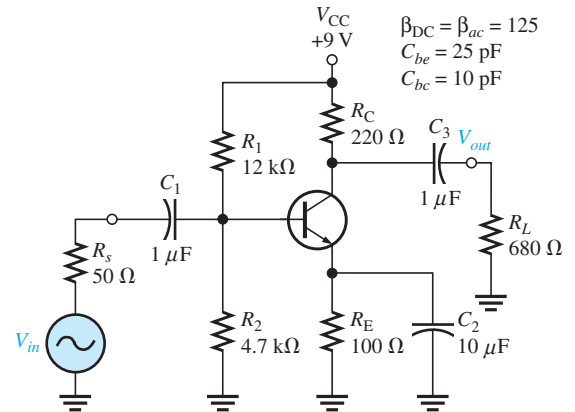 V_CC
+9 V
β_DC = β_ac = 125
C_be = 25 pF
C_bc = 10 pF
R_C
220 Ω
C_3
1 μF
V_out
R_1
12 kΩ
C_1
1 μF
R_s
50 Ω
R_L
680 Ω
V_in
R_2
4.7 kΩ
R_E
100 Ω
C_2
10 μF